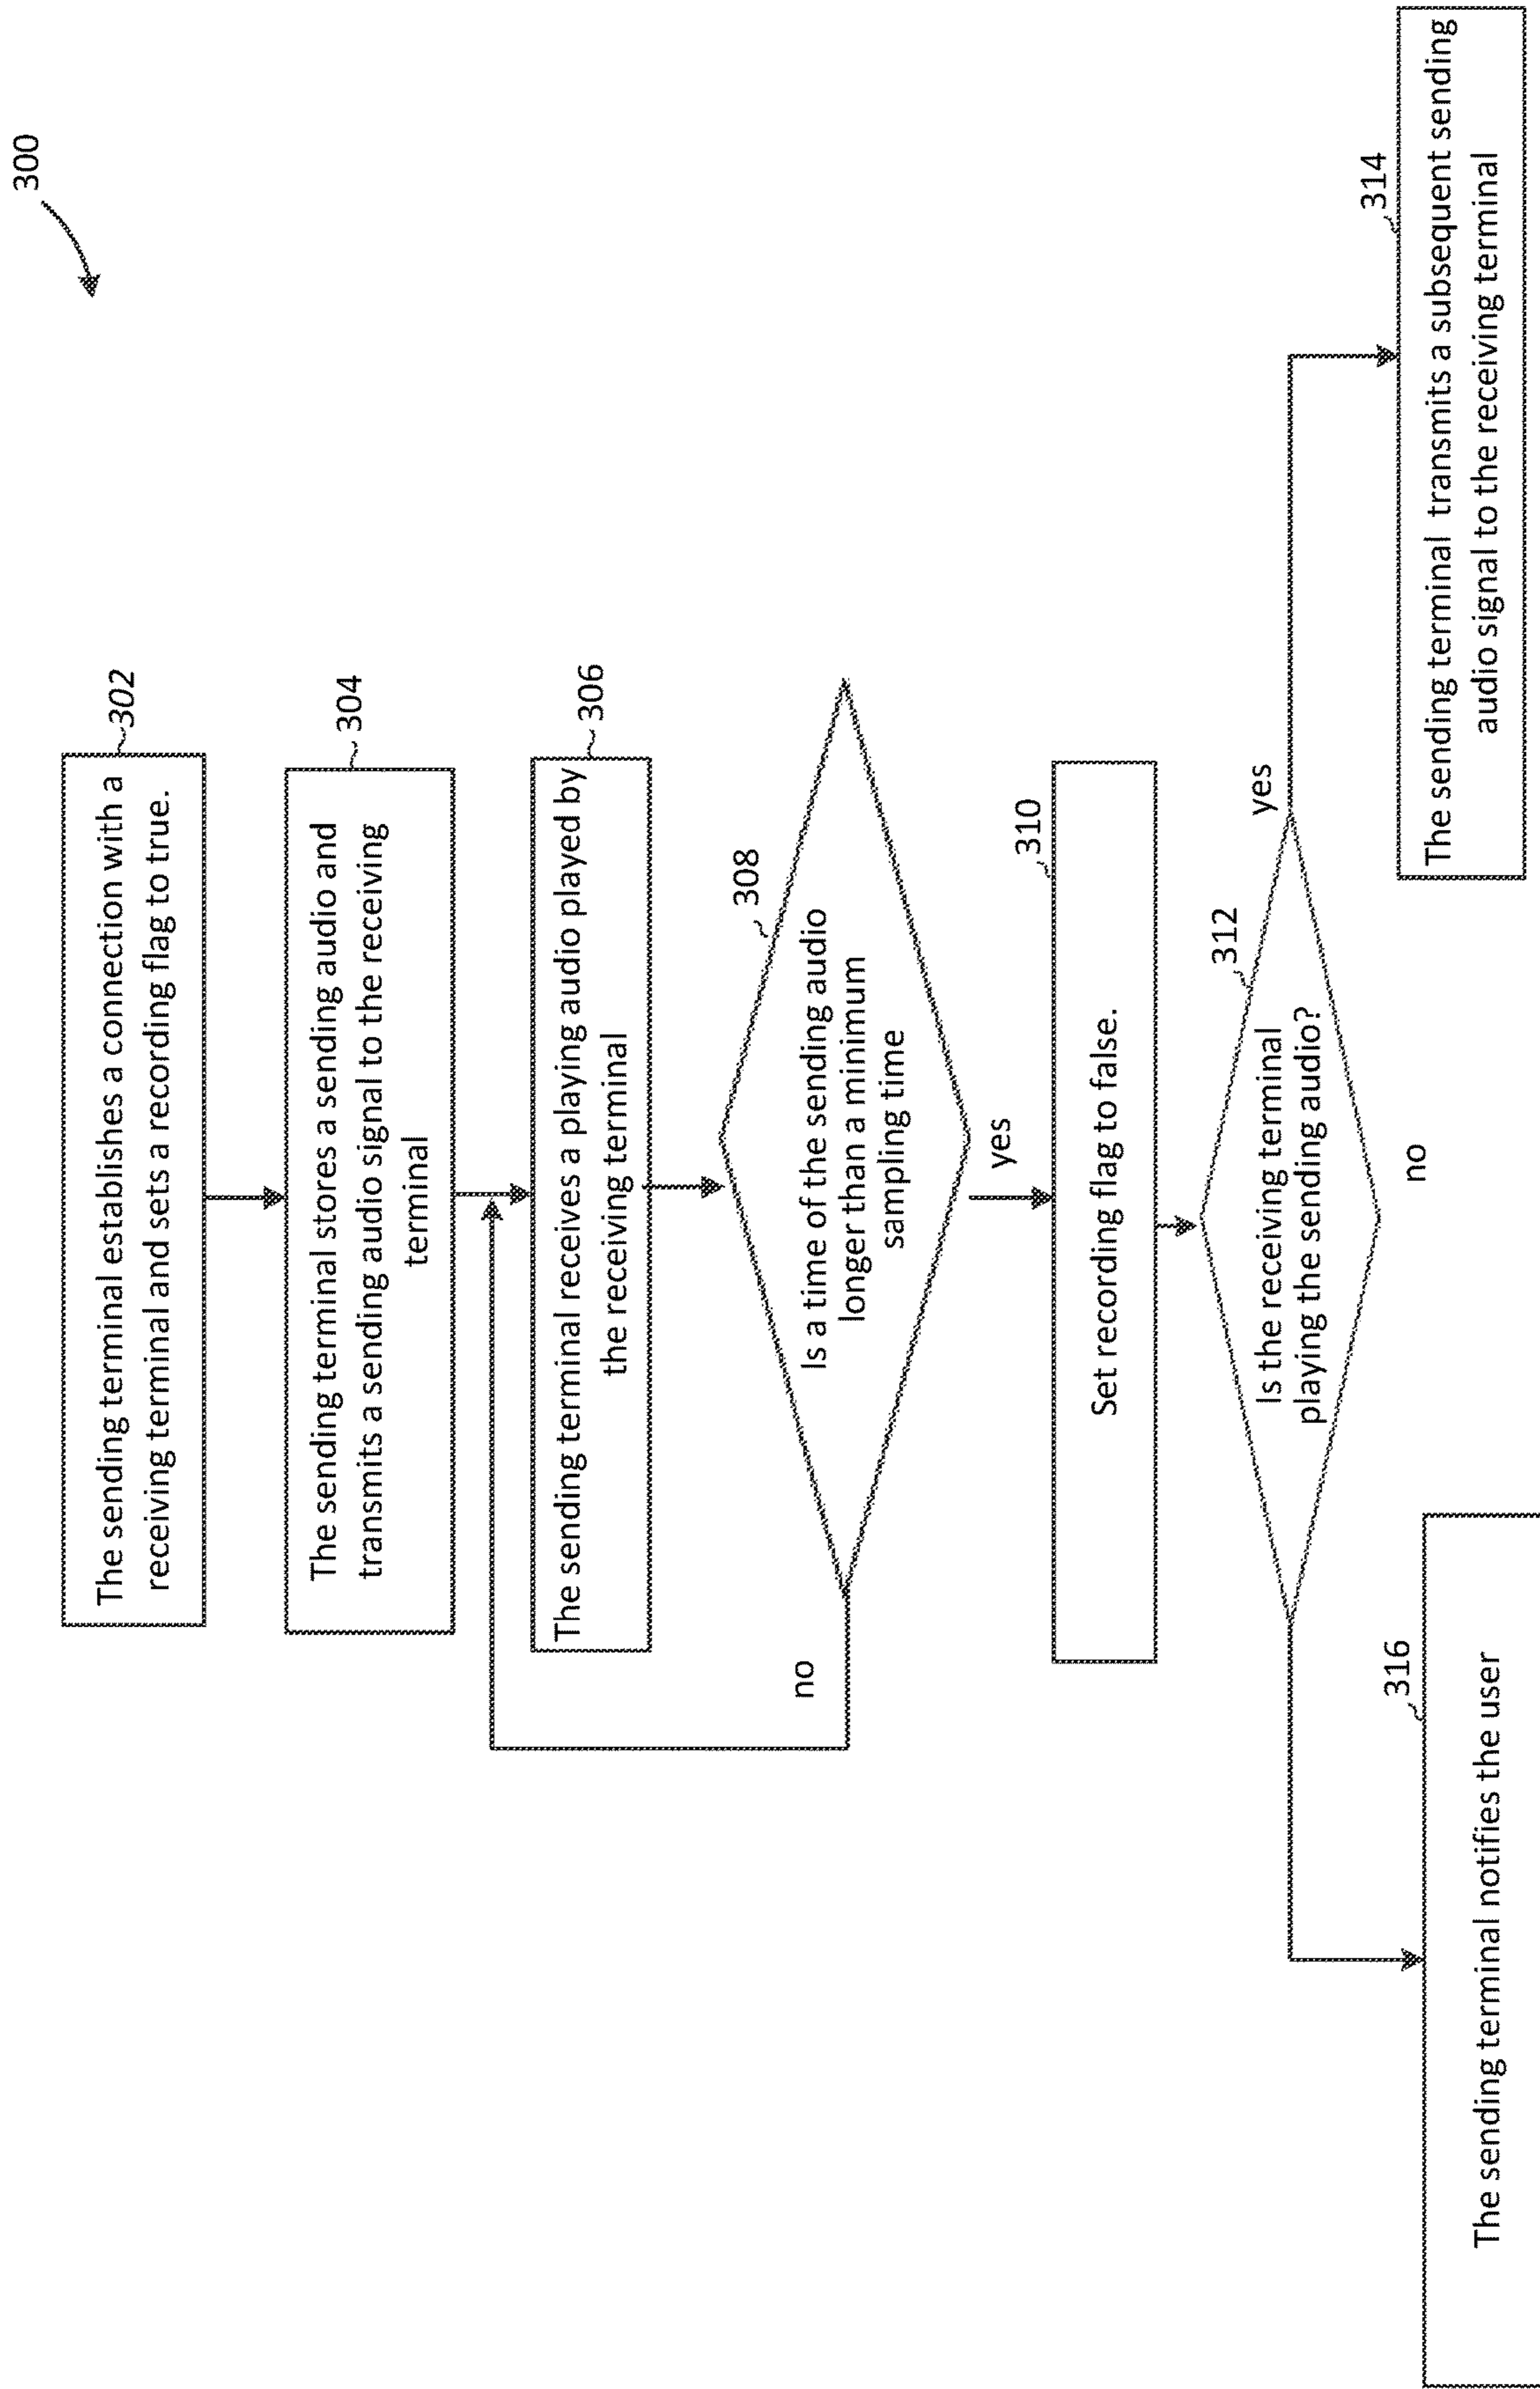 300
302
The sending terminal establishes a connection with a
receiving terminal and sets a recording flag to true.
304
The sending terminal stores a sending audio and
transmits a sending audio signal to the receiving
terminal
306
The sending terminal receives a playing audio played by
the receiving terminal
308
Is a time of the sending audio
longer than a minimum
sampling time
no
yes
310
Set recording flag to false.
312
Is the receiving terminal
playing the sending audio?
yes
no
316
The sending terminal notifies the user
314
The sending terminal transmits a subsequent sending
audio signal to the receiving terminal